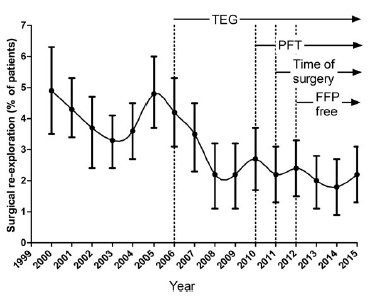 TEG
PFT
Time of
surgery
FFP
free
Surgical re-exploration (% of patients)
7
6
5
4
3
2
1
0
1999 2000 2001 2002 2003 2004 2005 2006 2007 2008 2009 2010 2011 2012 2013 2014 2015
Year